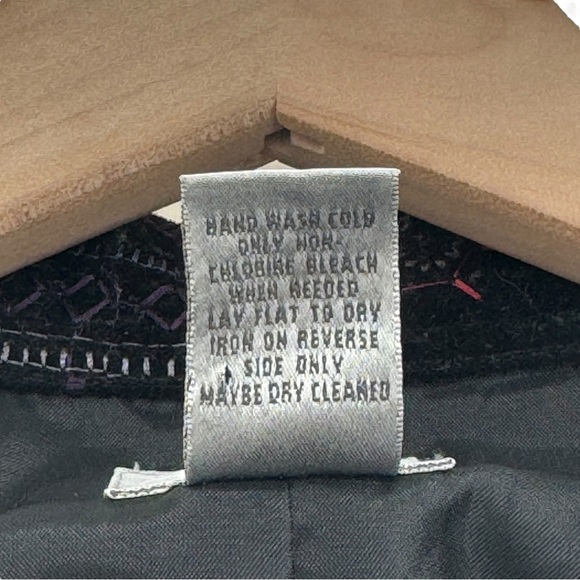 HAND WASH COLD
ONLY NON-
CHLORINE BLEACH
WHEN NEEDED
LAY FLAT TO DRY
IRON ON REVERSE
SIDE ONLY
MAYBE DRY CLEANED